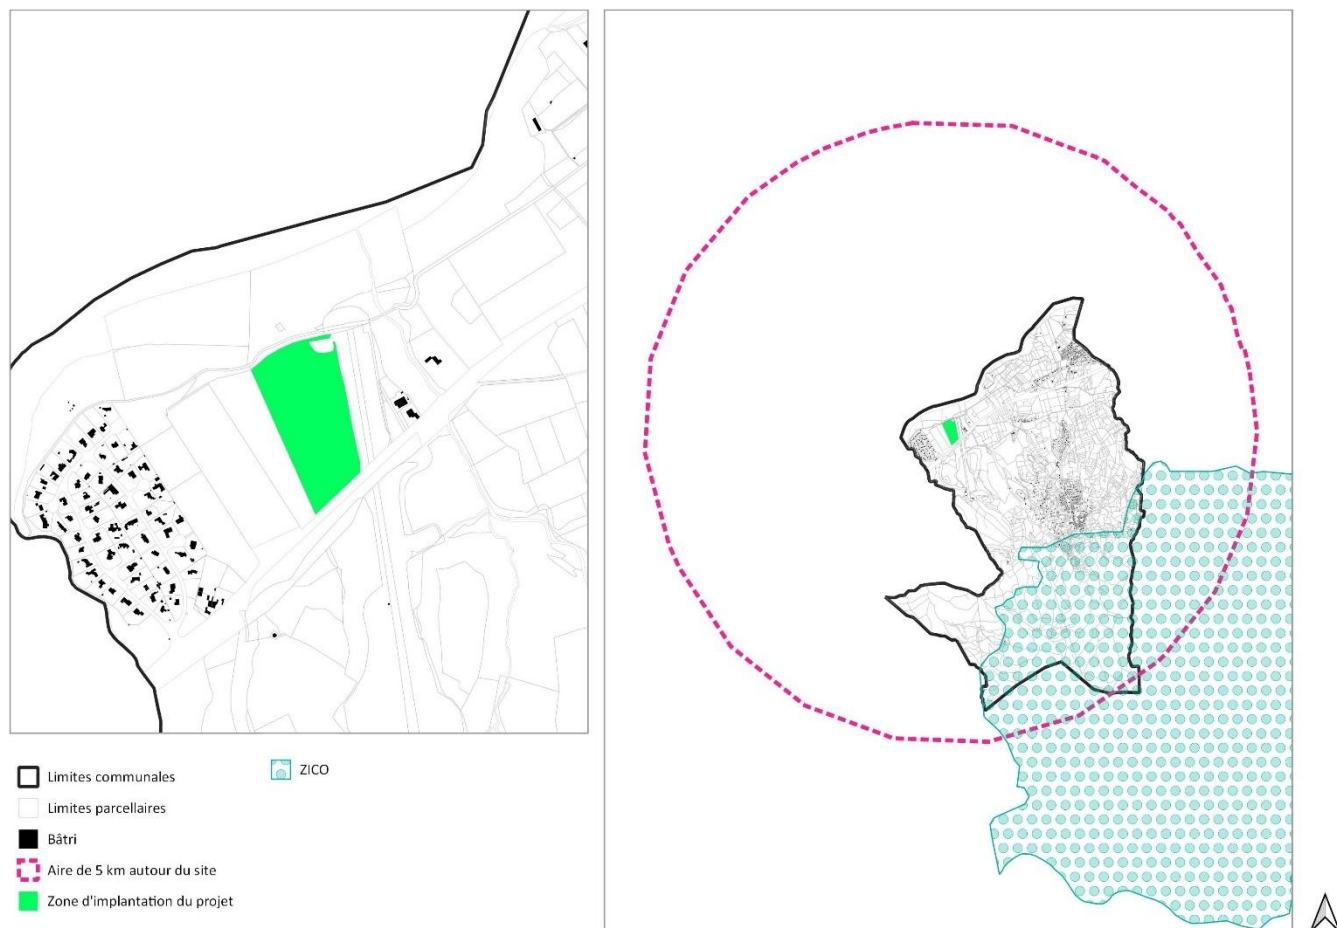 Limites communales
ZICO
Limites parcellaires
Bâtri
Aire de 5 km autour du site
Zone d'implantation du projet